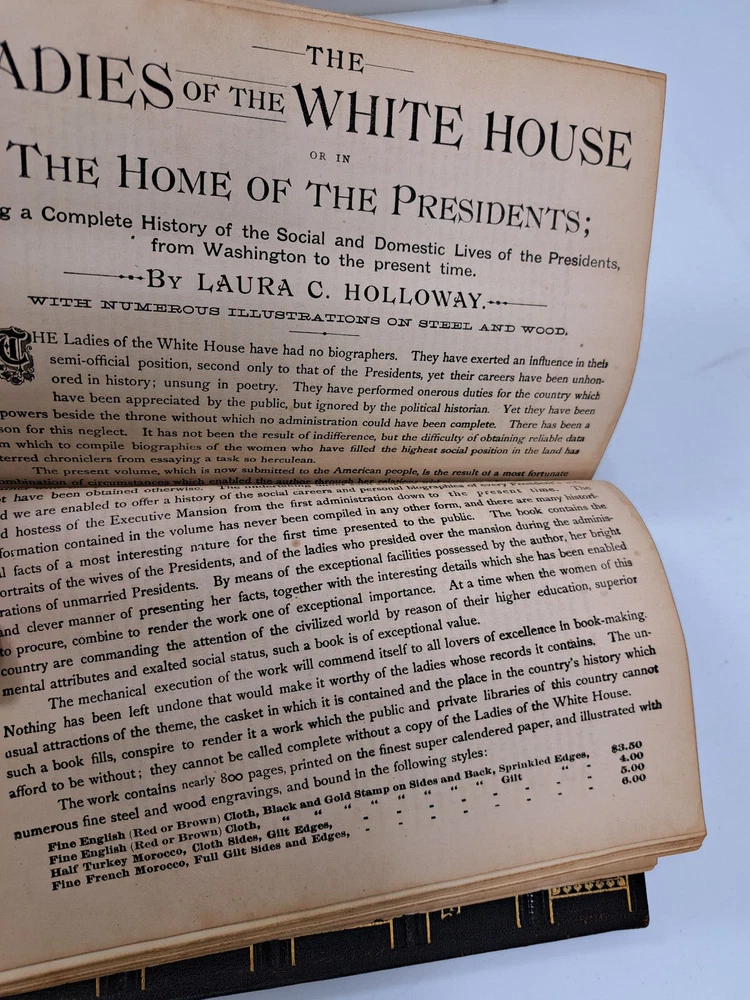 THE
ADIES OF THE WHITE HOUSE
OR IN
THE HOME OF THE PRESIDENTS;
g a Complete History of the Social and Domestic Lives of the Presidents,
from Washington to the present time.
BY LAURA C. HOLLOWAY.
WITH NUMEROUS ILLUSTRATIONS ON STEEL AND WOOD.
THE Ladies of the White House have had no biographers. They have exerted an influence in their
semi-official position, second only to that of the Presidents, yet their careers have been unhon-
ored in history; unsung in poetry. They have performed onerous duties for the country which
have been appreciated by the public, but ignored by the political historian. Yet they have been
powers beside the throne without which no administration could have been complete. There has been a
son for this neglect. It has not been the result of indifference, but the difficulty of obtaining reliable data
m which to compile biographies of the women who have filled the highest social position in the land has
terred chroniclers from essaying a task so herculean.
The present volume, which is now submitted to the American people, is the result of a most fortunate
ombination of circumstances which enabled the author through her
t have been obtained otherwise.
d we are enabled to offer a history of the social careers and personal biographies of every
d hostess of the Executive Mansion from the first administration down to the present time. The
formation contained in the volume has never been compiled in any other form, and there are many histori-
l facts of a most interesting nature for the first time presented to the public. The book contains the
ortraits of the wives of the Presidents, and of the ladies who presided over the mansion during the adminis-
rations of unmarried Presidents. By means of the exceptional facilities possessed by the author, her bright
and clever manner of presenting her facts, together with the interesting details which she has been enabled
to procure, combine to render the work one of exceptional importance. At a time when the women of this
country are commanding the attention of the civilized world by reason of their higher education, superior
mental attributes and exalted social status, such a book is of exceptional value.
The mechanical execution of the work will commend itself to all lovers of excellence in book-making.
Nothing has been left undone that would make it worthy of the ladies whose records it contains. The un-
usual attractions of the theme, the casket in which it is contained and the place in the country's history which
such a book fills, conspire to render it a work which the public and private libraries of this country cannot
afford to be without; they cannot be called complete without a copy of the Ladies of the White House.
The work contains nearly 800 pages, printed on the finest super calendered paper, and illustrated with
numerous fine steel and wood engravings, and bound in the following styles:
Fine English (Red or Brown) Cloth, Black and Gold Stamp on Sides and Back, Sprinkled Edges, $3.50
Fine English (Red or Brown) Cloth, " " " " " " " " Gilt " - 4.00
Half Turkey Morocco, Cloth Sides, Gilt Edges, - - - - - - - 5.00
Fine French Morocco, Full Gilt Sides and Edges, - - - - - - - 6.00